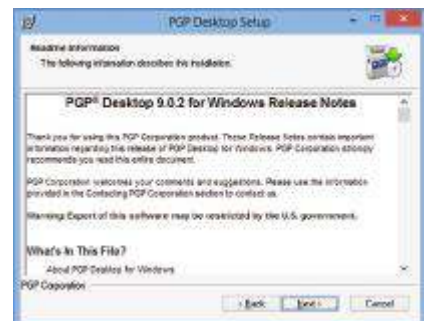 PGP Desktop Setup
Readme Information
The following information describes this installation.
PGP® Desktop 9.0.2 for Windows Release Notes
Thank you for using this PGP Corporation product. These Release Notes contain important
information regarding this release of PGP Desktop for Windows. PGP Corporation strongly
recommends you read this entire document.
PGP Corporation welcomes your comments and suggestions. Please use the information
provided in the Contacting PGP Corporation section to contact us.
Warning: Export of this software may be restricted by the U.S. government.
What's In This File?
About PGP Desktop for Windows
PGP Corporation
< Back
Next >
Cancel